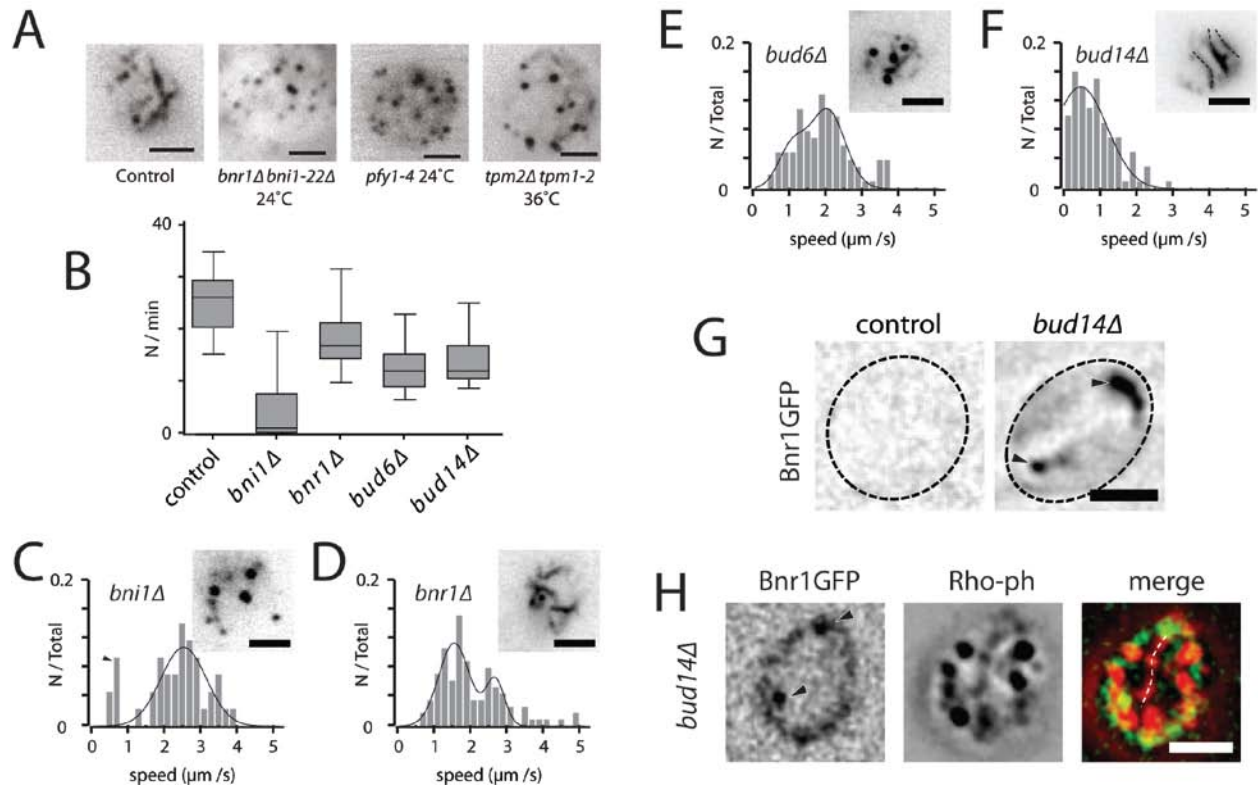 A
Control
bnr1Δ bni1-22Δ
24˚C
pfy1-4 24˚C
tpm2Δ tpm1-2
36˚C
B
40
N / min
0
control
bni1Δ
bnr1Δ
bud6Δ
bud14Δ
C
0.2
bni1Δ
N / Total
0
0 1 2 3 4 5
speed (μm /s)
D
0.2
bnr1Δ
N / Total
0
0 1 2 3 4 5
speed (μm /s)
E
0.2
bud6Δ
N / Total
0
0 1 2 3 4 5
speed (μm /s)
F
0.2
bud14Δ
N / Total
0
0 1 2 3 4 5
speed (μm /s)
G
control
bud14Δ
Bnr1GFP
H
Bnr1GFP
Rho-ph
merge
bud14Δ